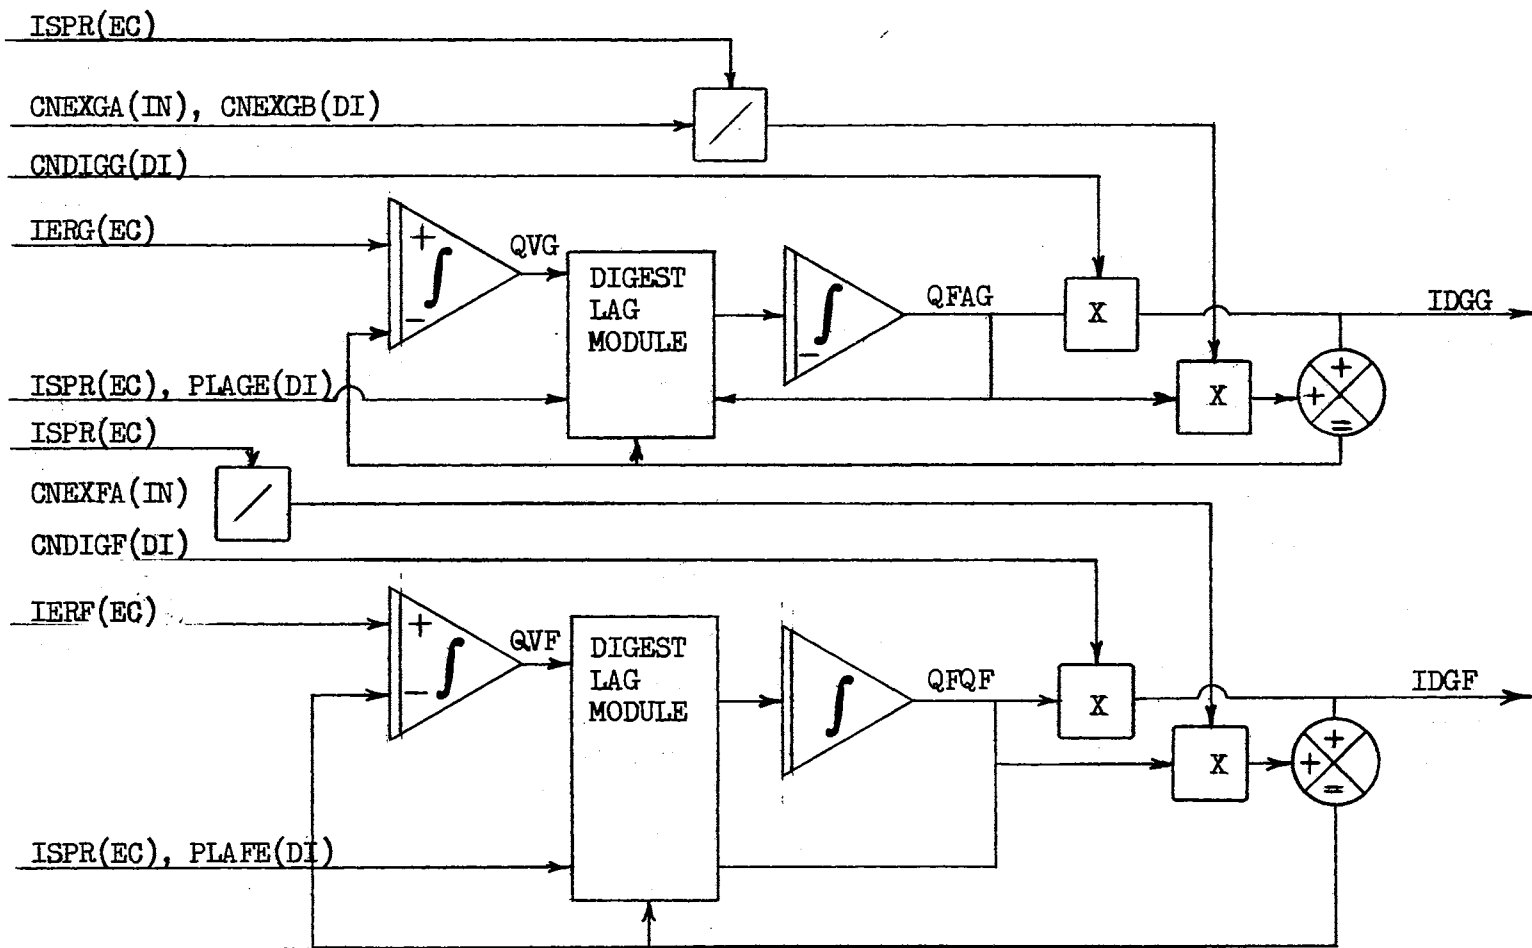 ISPR(EC)
CNEXGA(IN), CNEXGB(DI)
CNDIGG(DI)
IERG(EC)
QVG
DIGEST
LAG
MODULE
QFAG
X
IDGG
ISPR(EC), PLAGE(DI)
X
ISPR(EC)
CNEXFA(IN)
CNDIGF(DI)
IERF(EC)
QVF
DIGEST
LAG
MODULE
QFQF
X
IDGF
X
ISPR(EC), PLAFE(DI)